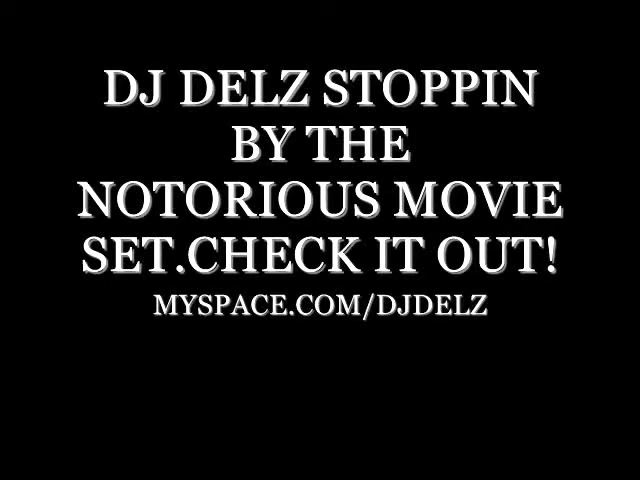 DJ DELZ STOPPIN
BY THE
NOTORIOUS MOVIE
SET.CHECK IT OUT!
MYSPACE.COM/DJDELZ